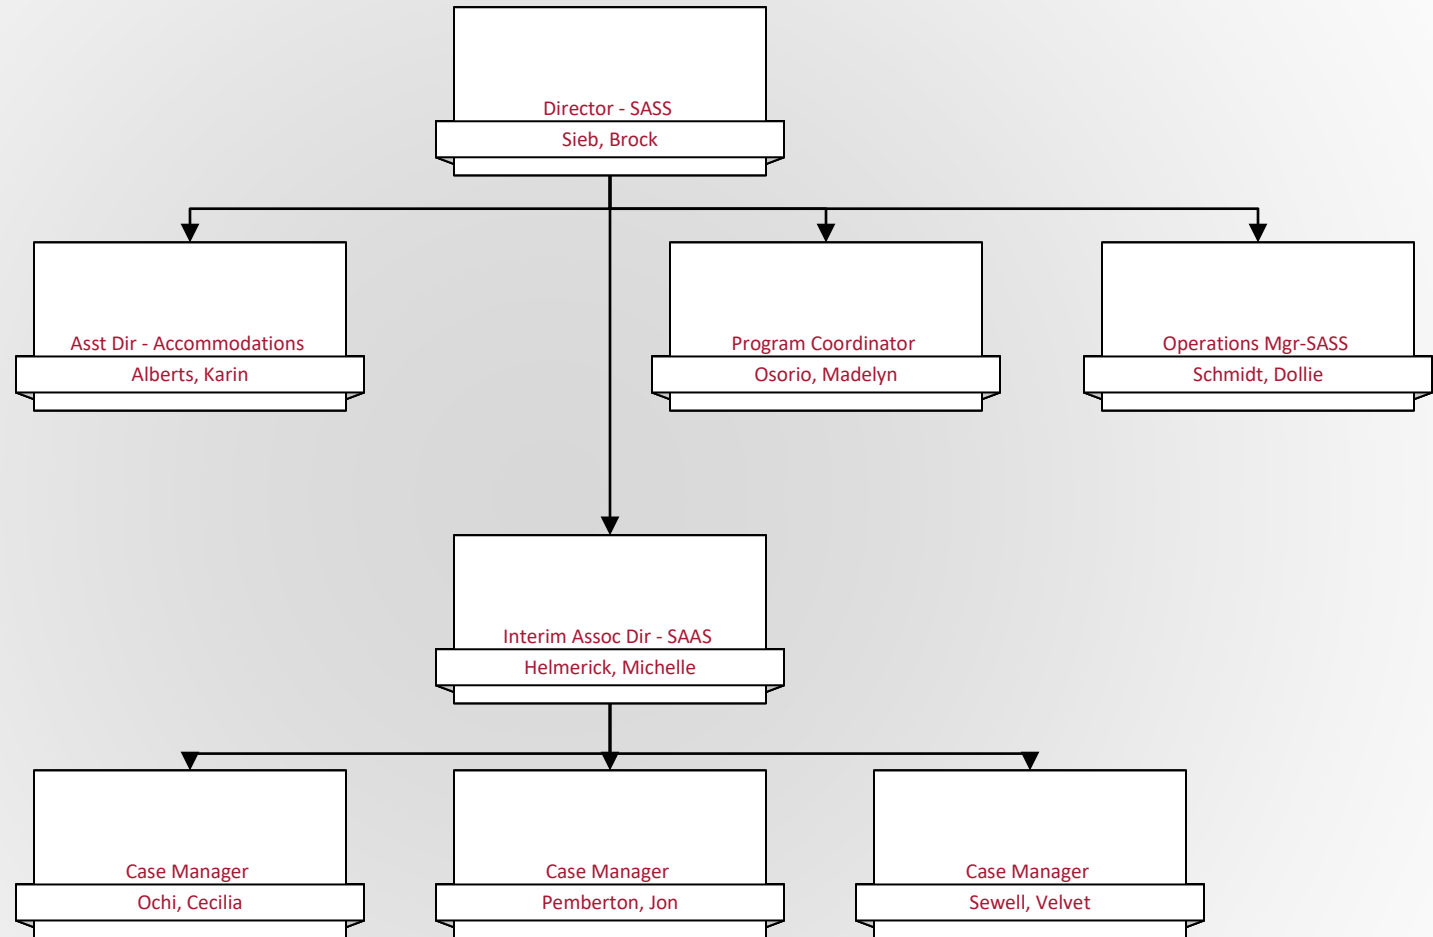 Director - SASS
Sieb, Brock
Asst Dir - Accommodations
Alberts, Karin
Program Coordinator
Osorio, Madelyn
Operations Mgr-SASS
Schmidt, Dollie
Interim Assoc Dir - SAAS
Helmerick, Michelle
Case Manager
Ochi, Cecilia
Case Manager
Pemberton, Jon
Case Manager
Sewell, Velvet